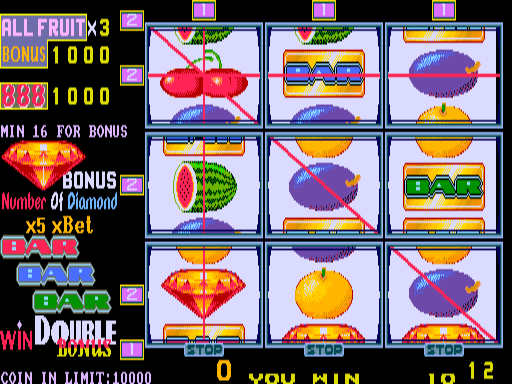 ALL FRUIT x3
BONUS 1000
888 1000
MIN 16 FOR BONUS
BONUS
Number Of Diamond
x5 xBet
BAR
BAR
BAR
WIN DOUBLE
BONUS
COIN IN LIMIT:10000
2
2
2
2
1
1
1
1
BAR
BAR
STOP
STOP
STOP
0
YOU WIN
10
12